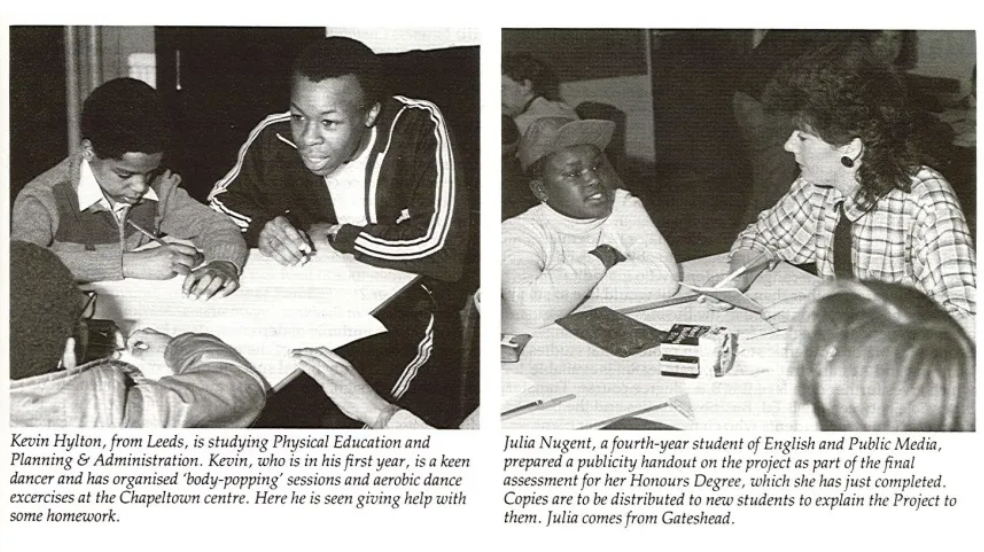 Kevin Hylton, from Leeds, is studying Physical Education and
Planning & Administration. Kevin, who is in his first year, is a keen
dancer and has organised 'body-popping' sessions and aerobic dance
excercises at the Chapeltown centre. Here he is seen giving help with
some homework.
Julia Nugent, a fourth-year student of English and Public Media,
prepared a publicity handout on the project as part of the final
assessment for her Honours Degree, which she has just completed.
Copies are to be distributed to new students to explain the Project to
them. Julia comes from Gateshead.